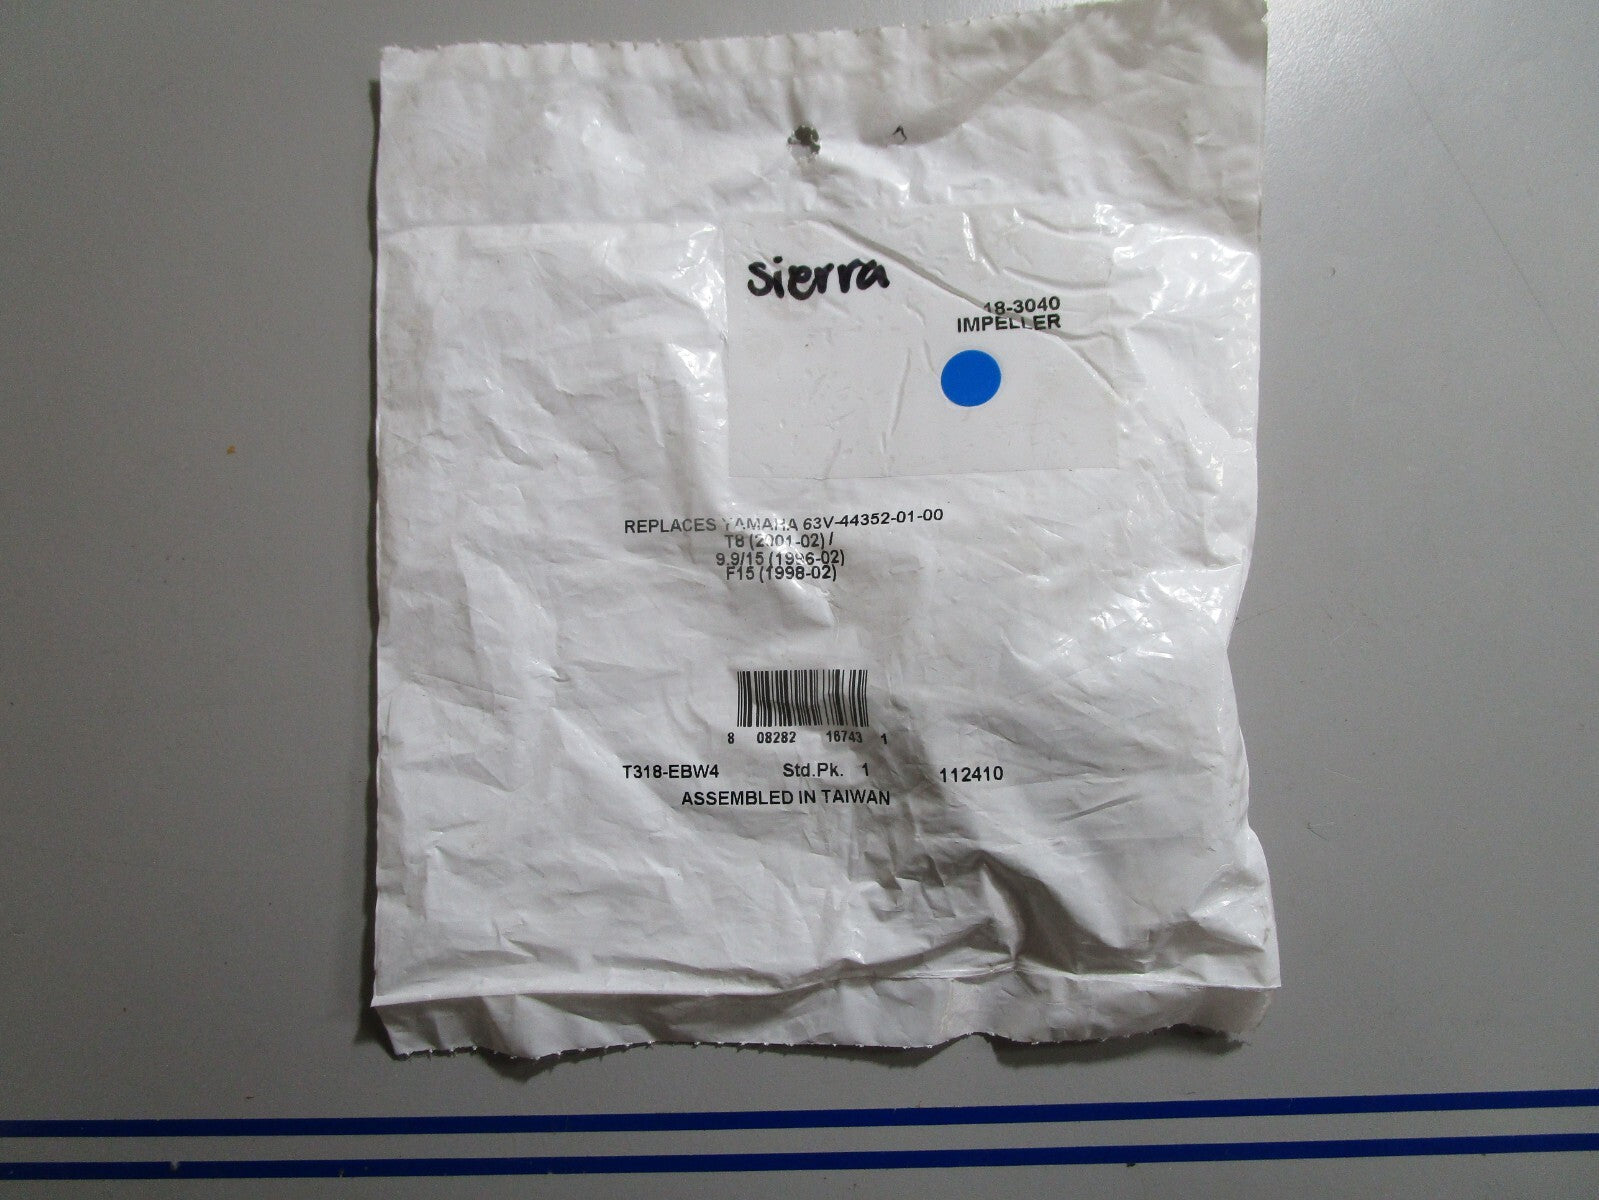 sierra
18-3040
IMPELLER
REPLACES YAMAHA 63V-44352-01-00
T8 (2001-02) /
9.9/15 (1996-02)
F15 (1998-02)
8 08282 16743 1
T318-EBW4 Std.Pk. 1 112410
ASSEMBLED IN TAIWAN